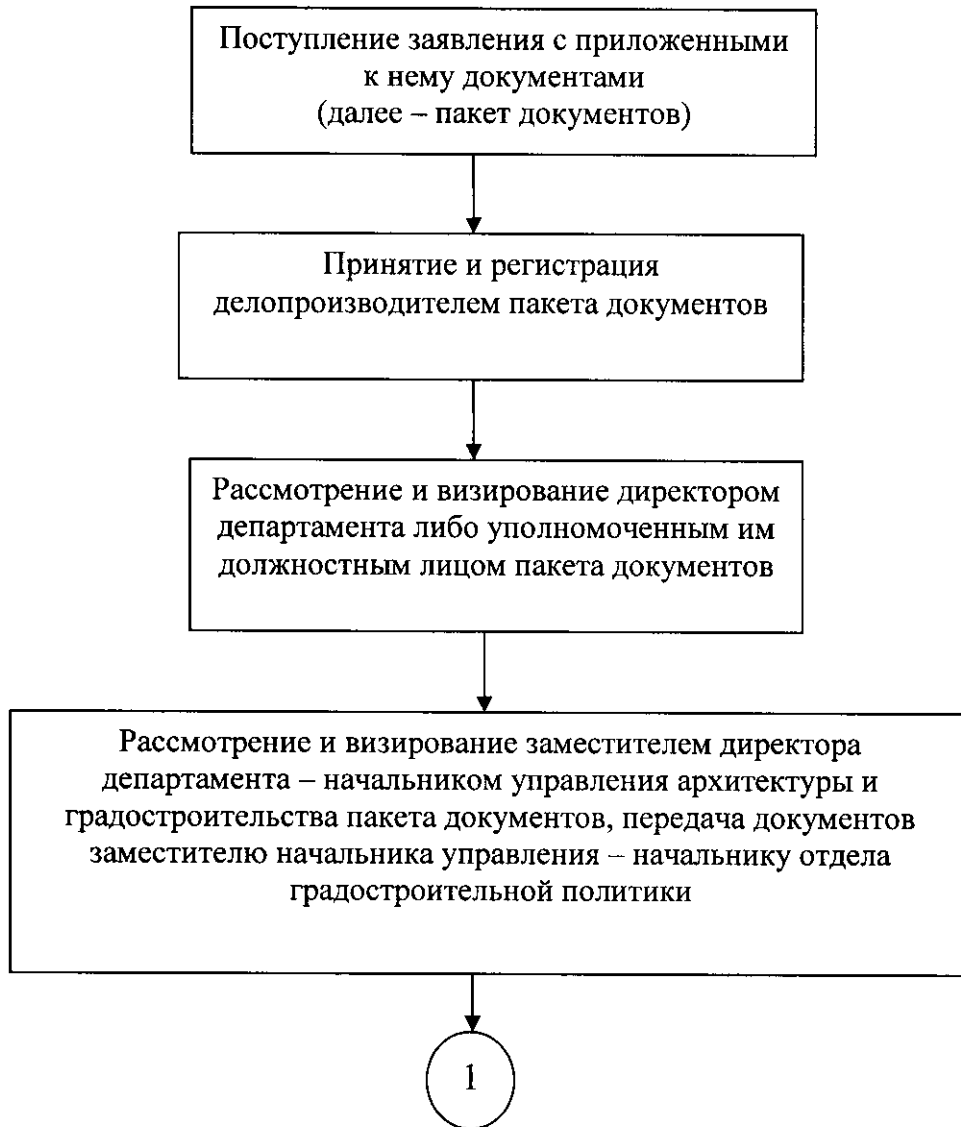 Поступление заявления с приложенными
к нему документами
(далее – пакет документов)
Принятие и регистрация
делопроизводителем пакета документов
Рассмотрение и визирование директором
департамента либо уполномоченным им
должностным лицом пакета документов
Рассмотрение и визирование заместителем директора
департамента – начальником управления архитектуры и
градостроительства пакета документов, передача документов
заместителю начальника управления – начальнику отдела
градостроительной политики
1